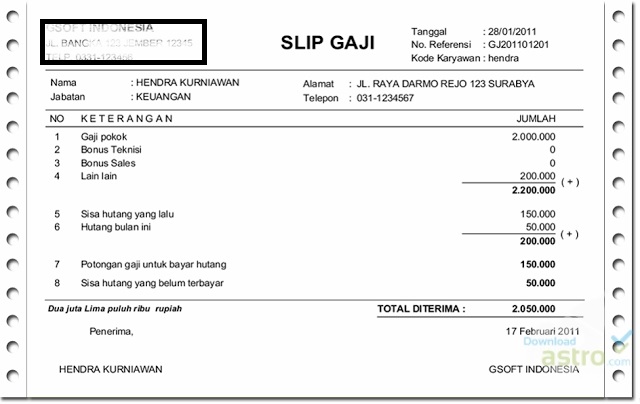 GSOFT INDONESIA
JL. BANGKA 123 JEMBER 12345
TELP. 0331-123456
SLIP GAJI
Tanggal : 28/01/2011
No. Referensi : GJ201101201
Kode Karyawan : hendra
Nama : HENDRA KURNIAWAN
Jabatan : KEUANGAN
Alamat : JL. RAYA DARMO REJO 123 SURABYA
Telepon : 031-1234567
NO KETERANGAN JUMLAH
1 Gaji pokok 2.000.000
2 Bonus Teknisi 0
3 Bonus Sales 0
4 Lain lain 200.000
( + )
2.200.000
5 Sisa hutang yang lalu 150.000
6 Hutang bulan ini 50.000
( + )
200.000
7 Potongan gaji untuk bayar hutang 150.000
8 Sisa hutang yang belum terbayar 50.000
Dua juta Lima puluh ribu rupiah TOTAL DITERIMA : 2.050.000
Penerima, 17 Februari 2011
Download
astro.com
HENDRA KURNIAWAN GSOFT INDONESIA